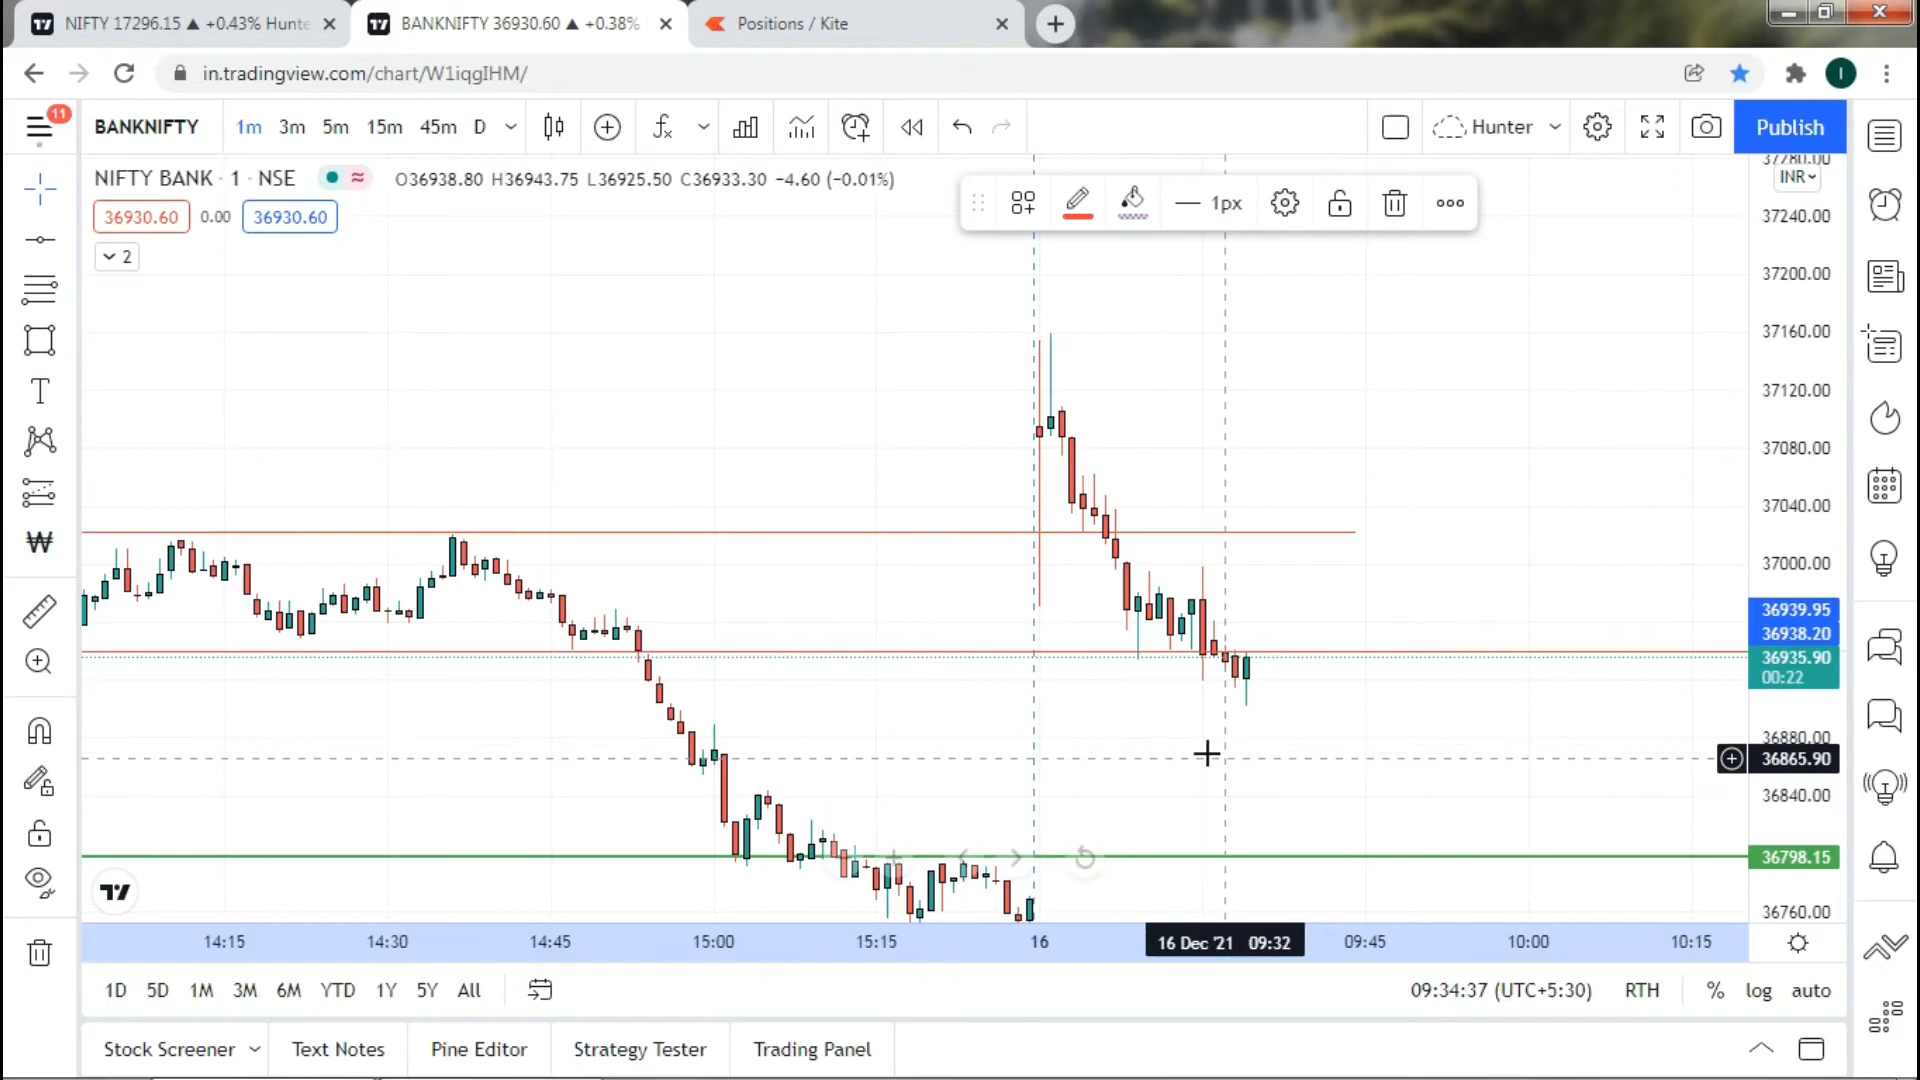 NIFTY 17296.15 ▲ +0.43% Hunte
BANKNIFTY 36930.60 ▲ +0.38%
Positions / Kite
in.tradingview.com/chart/W1iqgIHM/
I
11
BANKNIFTY
1m 3m 5m 15m 45m D
Hunter
Publish
NIFTY BANK · 1 · NSE
O36938.80 H36943.75 L36925.50 C36933.30 −4.60 (−0.01%)
36930.60 0.00 36930.60
2
1px
37280.00
INR
37240.00
37200.00
37160.00
37120.00
37080.00
37040.00
37000.00
36939.95
36938.20
36935.90
00:22
36880.00
36865.90
36840.00
36798.15
36760.00
14:15 14:30 14:45 15:00 15:15 16 16 Dec '21 09:32 09:45 10:00 10:15
1D 5D 1M 3M 6M YTD 1Y 5Y All
09:34:37 (UTC+5:30) RTH % log auto
Stock Screener Text Notes Pine Editor Strategy Tester Trading Panel